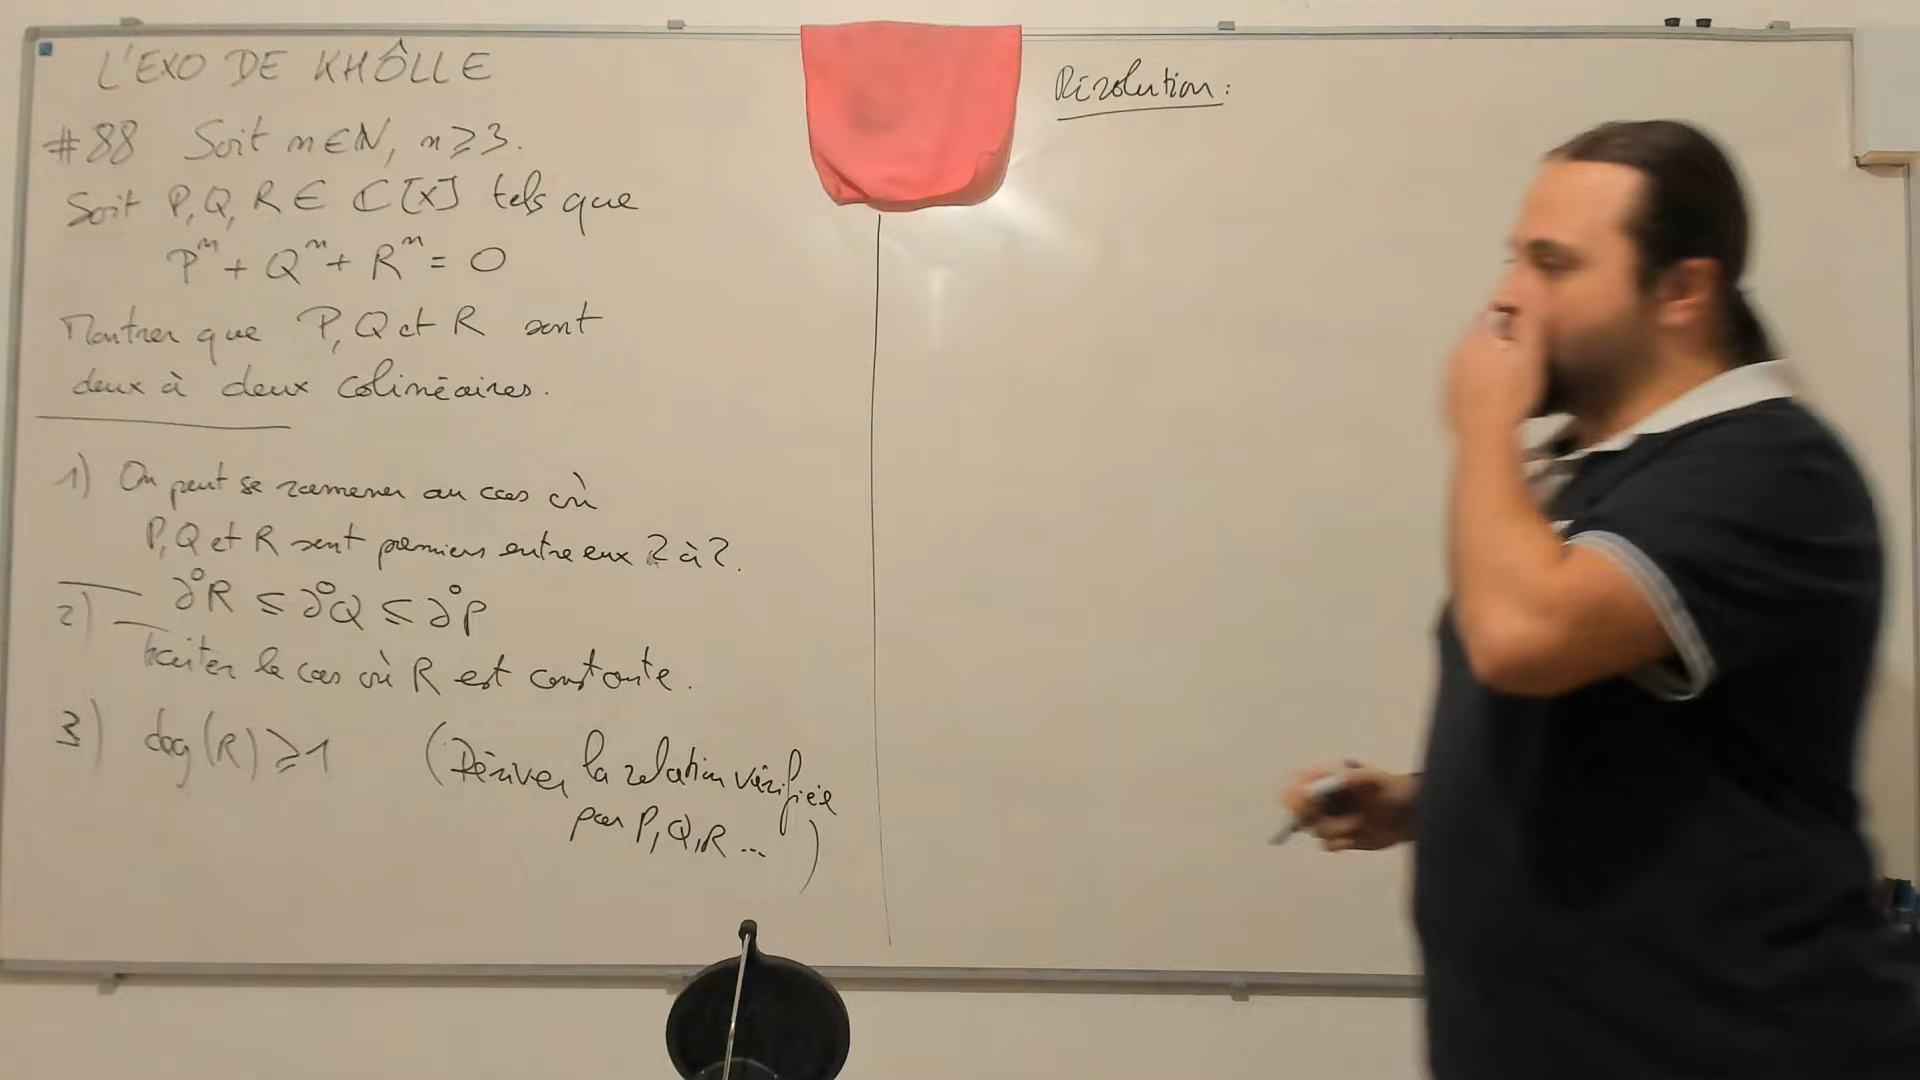 L'EXO DE KHÔLLE
#88 Soit n ∈ ℕ, n ⩾ 3.
Soit P, Q, R ∈ ℂ[X] tels que
Pⁿ + Qⁿ + Rⁿ = 0
Montrer que P, Q et R sont
deux à deux colinéaires.
1) On peut se ramener au cas où
P, Q et R sont premiers entre eux 2 à 2.
∂°R ≤ ∂°Q ≤ ∂°P
2) traiter le cas où R est constante.
3) deg(R) ⩾ 1 (Dériver la relation vérifiée
par P, Q, R ... )
Résolution :